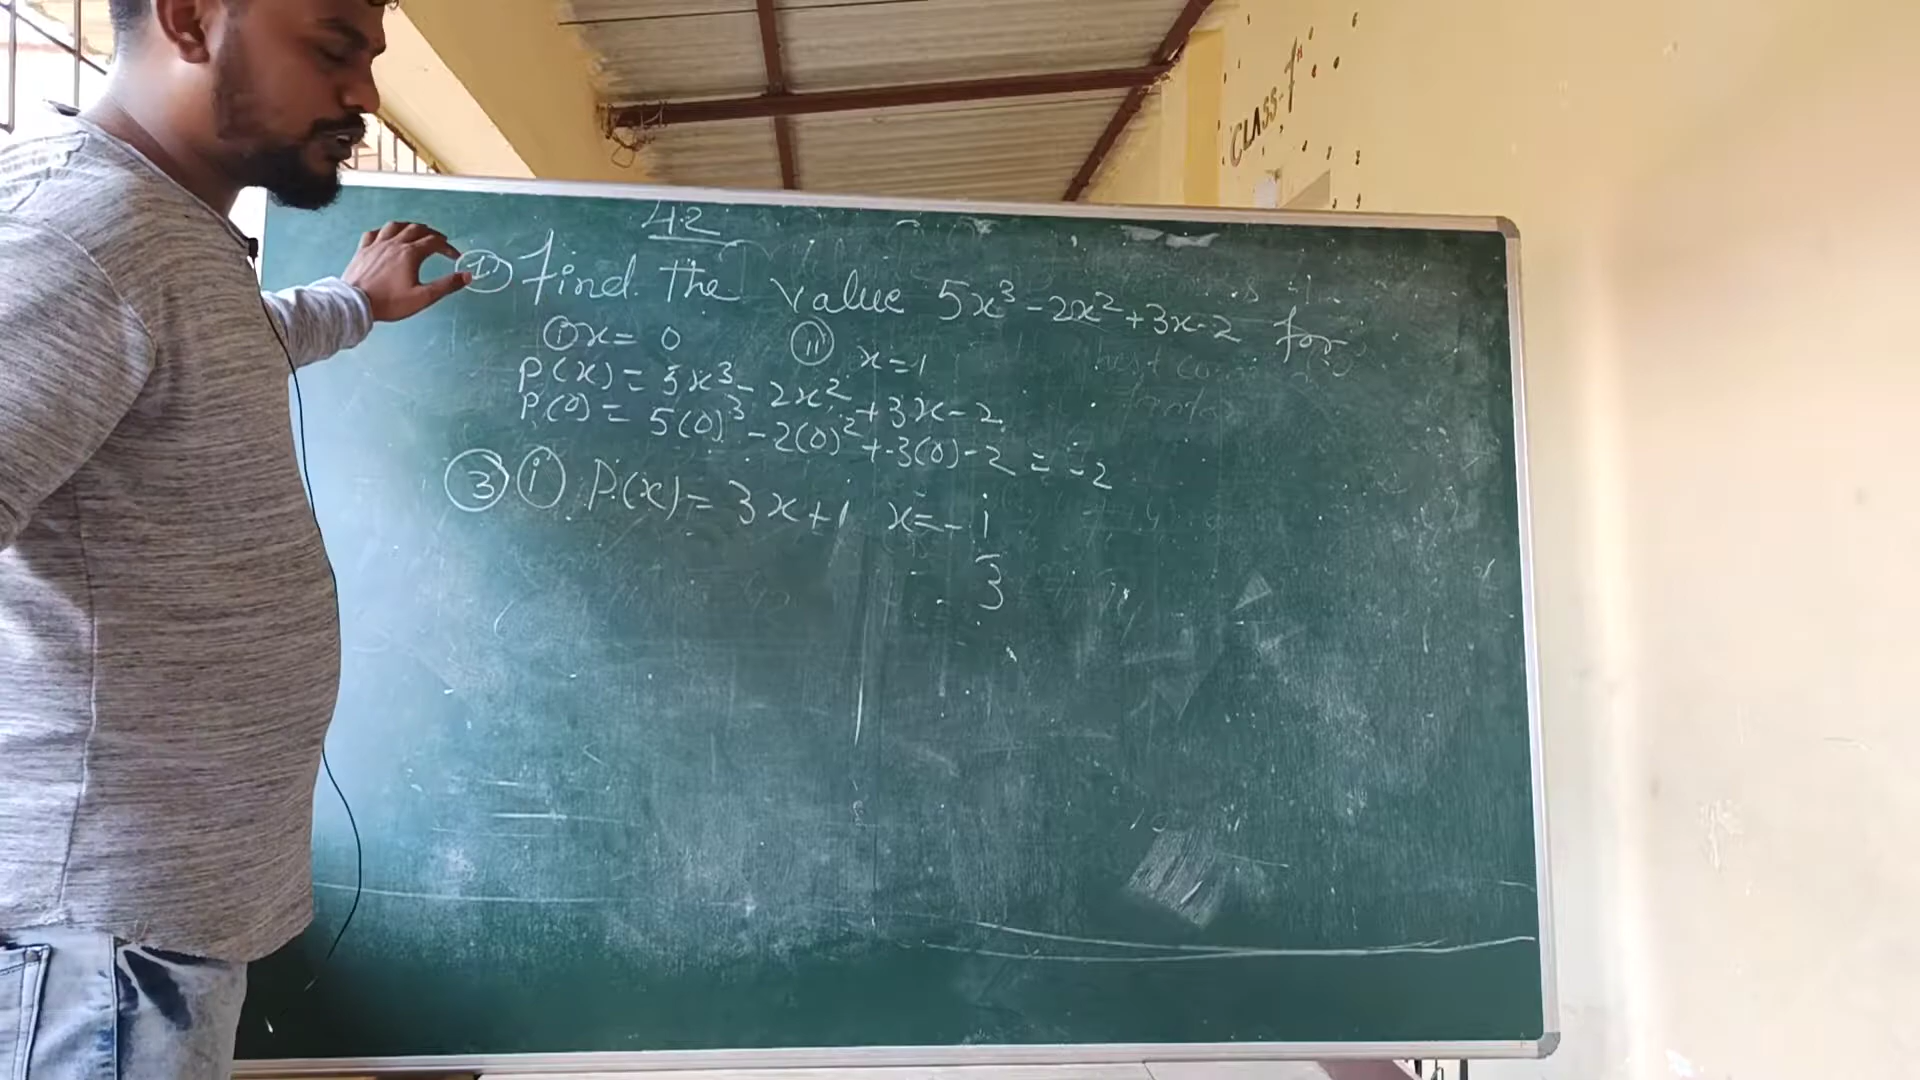 CLASS-
42
① find the value 5x³-2x²+3x-2 for
ⓘ x = 0 ⓘⓘ x=1
P(x) = 5x³ - 2x² + 3x - 2
P(0) = 5(0)³ - 2(0)² + 3(0) - 2 = -2
③ ⓘ P(x) = 3x+1 x = - 1
3